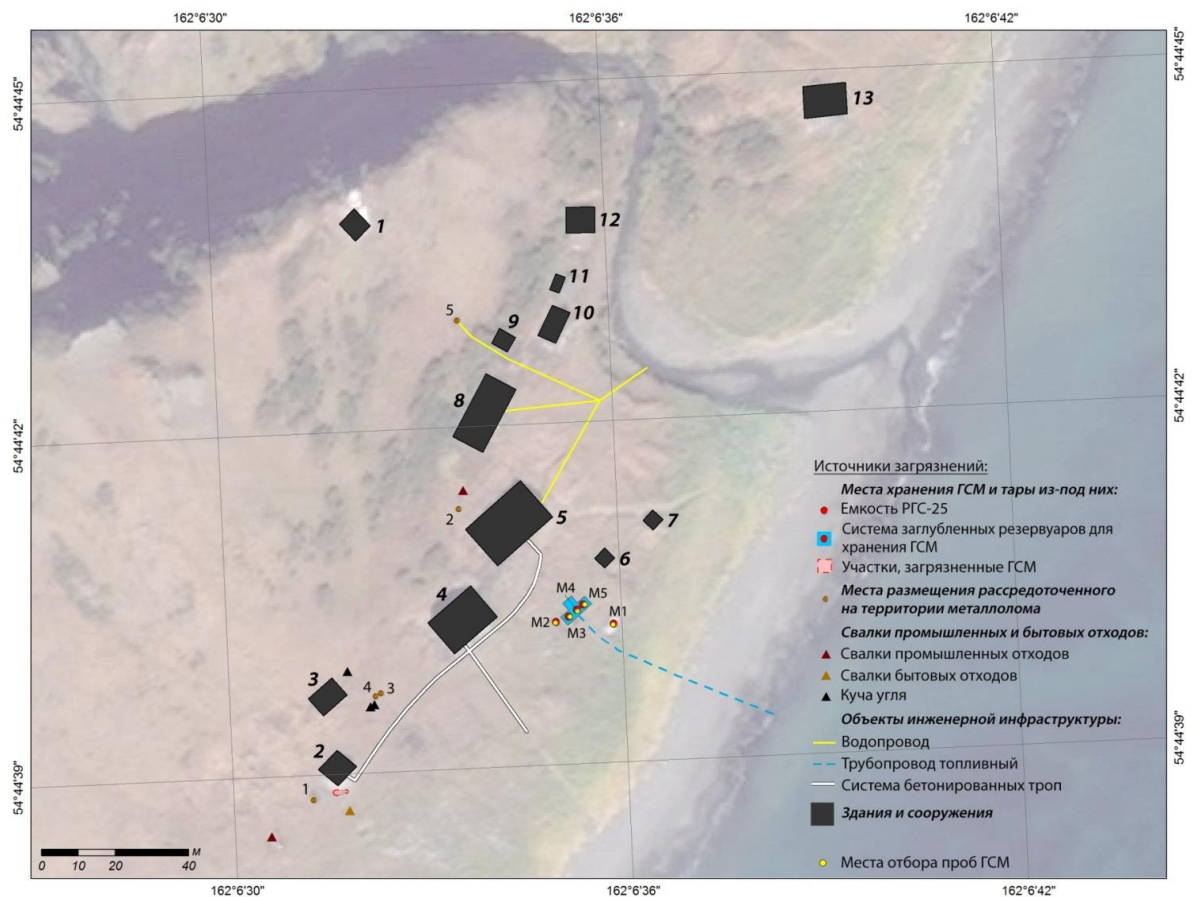 162°6'30"
162°6'36"
162°6'42"
54°44'45"
54°44'45"
13
1
12
11
10
5
9
54°44'42"
8
54°44'42"
Источники загрязнений:
Места хранения ГСМ и тары из-под них:
2
5
7
Емкость РГС-25
Система заглубленных резервуаров для
хранения ГСМ
6
Участки, загрязненные ГСМ
M4
M5
4
M2
M3
M1
Места размещения рассредоточенного
на территории металлолома
Свалки промышленных и бытовых отходов:
Свалки промышленных отходов
3
4
3
Свалки бытовых отходов
Куча угля
Объекты инженерной инфраструктуры:
54°44'39"
2
Водопровод
Трубопровод топливный
54°44'39"
1
Система бетонированных троп
Здания и сооружения
М
0 10 20 40
Места отбора проб ГСМ
162°6'30"
162°6'36"
162°6'42"